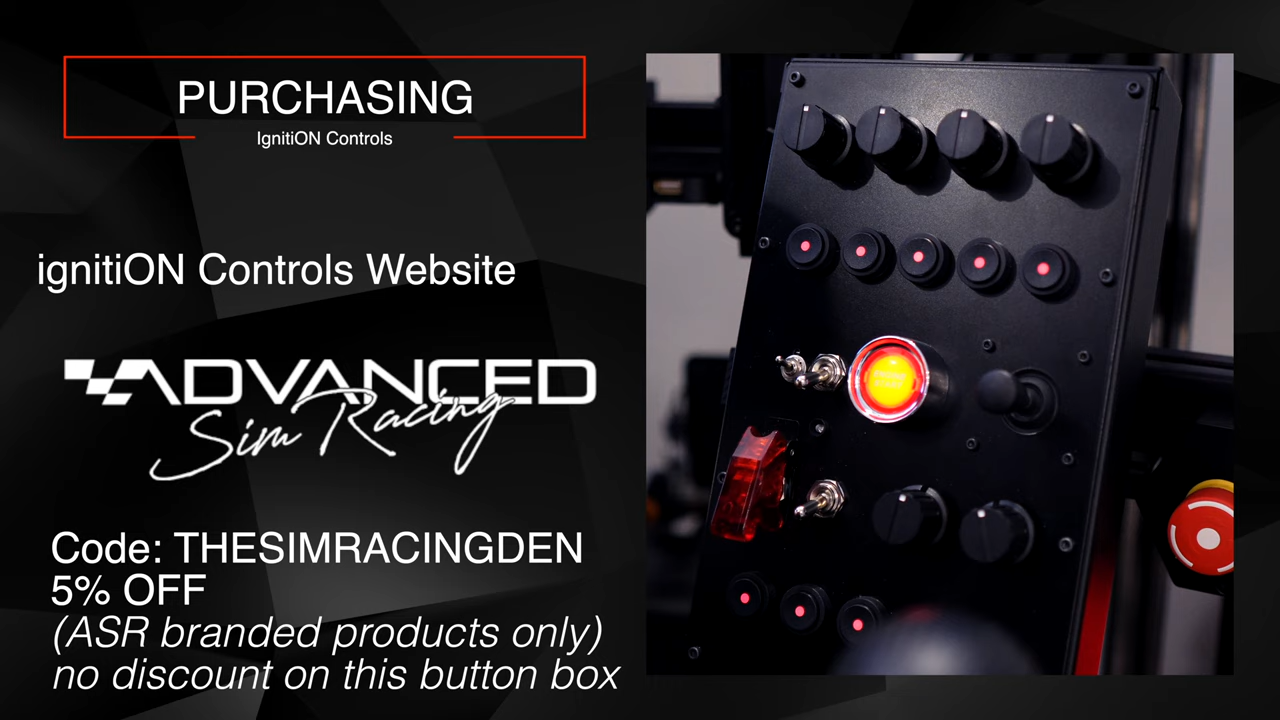 PURCHASING
IgnitiON Controls
ignitiON Controls Website
ADVANCED
Sim Racing
Code: THESIMRACINGDEN
5% OFF
(ASR branded products only)
no discount on this button box